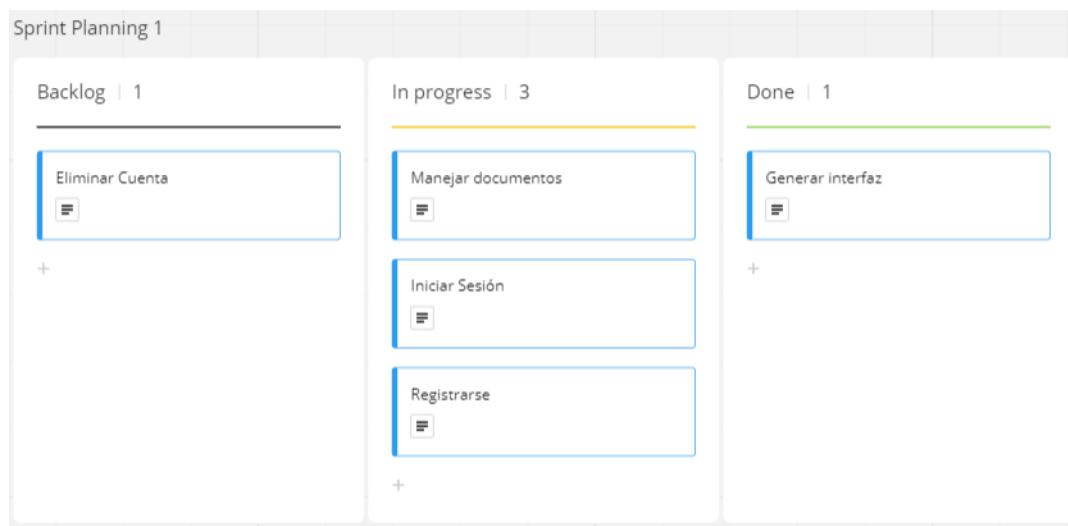 Sprint Planning 1
Backlog | 1
Eliminar Cuenta
+
In progress | 3
Manejar documentos
Iniciar Sesión
Registrarse
+
Done | 1
Generar interfaz
+